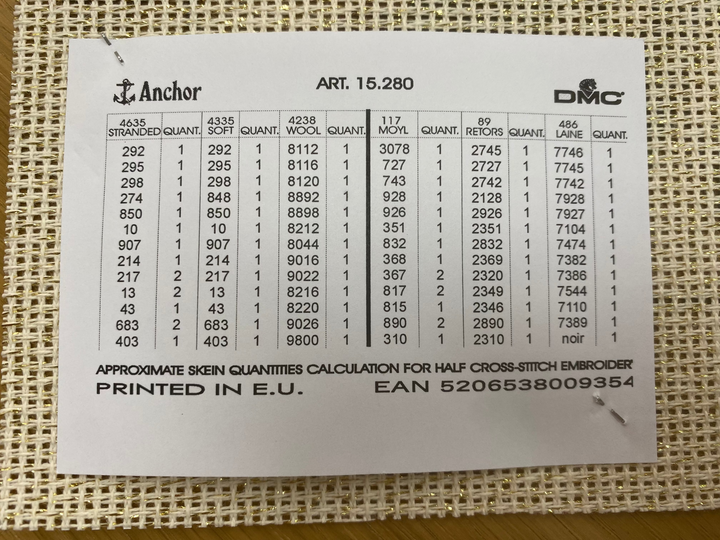 Anchor ART. 15.280 DMC
4635 4335 4238 117 89 486
STRANDED QUANT. SOFT QUANT. WOOL QUANT. MOYL QUANT. RETORS QUANT. LAINE QUANT.
292 1 292 1 8112 1 3078 1 2745 1 7746 1
295 1 295 1 8116 1 727 1 2727 1 7745 1
298 1 298 1 8120 1 743 1 2742 1 7742 1
274 1 848 1 8892 1 928 1 2128 1 7928 1
850 1 850 1 8898 1 926 1 2926 1 7927 1
10 1 10 1 8212 1 351 1 2351 1 7104 1
907 1 907 1 8044 1 832 1 2832 1 7474 1
214 1 214 1 9016 1 368 1 2369 1 7382 1
217 2 217 1 9022 1 367 2 2320 1 7386 1
13 2 13 1 8216 1 817 2 2349 1 7544 1
43 1 43 1 8220 1 815 1 2346 1 7110 1
683 2 683 1 9026 1 890 2 2890 1 7389 1
403 1 403 1 9800 1 310 1 2310 1 noir 1
APPROXIMATE SKEIN QUANTITIES CALCULATION FOR HALF CROSS-STITCH EMBROIDER
PRINTED IN E.U. EAN 5206538009354